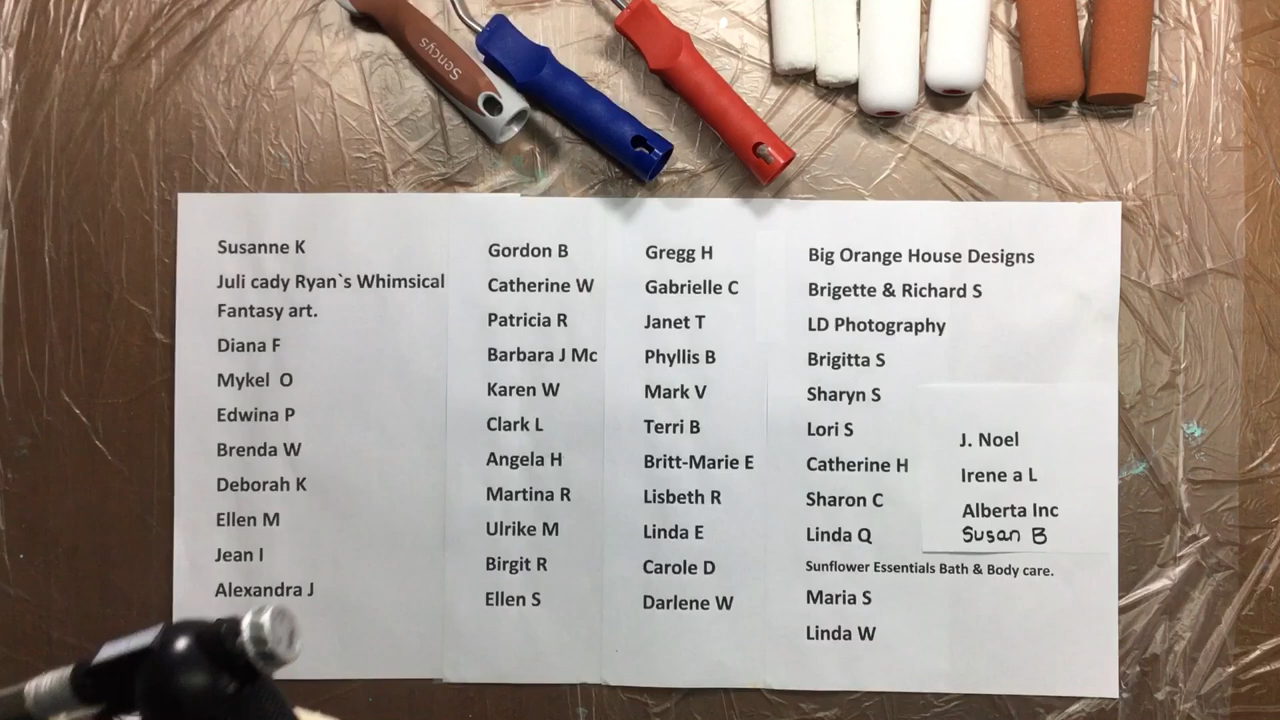 Sencys
Susanne K
Juli cady Ryan`s Whimsical
Fantasy art.
Diana F
Mykel  O
Edwina P
Brenda W
Deborah K
Ellen M
Jean I
Alexandra J
Gordon B
Catherine W
Patricia R
Barbara J Mc
Karen W
Clark L
Angela H
Martina R
Ulrike M
Birgit R
Ellen S
Gregg H
Gabrielle C
Janet T
Phyllis B
Mark V
Terri B
Britt-Marie E
Lisbeth R
Linda E
Carole D
Darlene W
Big Orange House Designs
Brigette & Richard S
LD Photography
Brigitta S
Sharyn S
Lori S
Catherine H
Sharon C
Linda Q
Sunflower Essentials Bath & Body care.
Maria S
Linda W
J. Noel
Irene a L
Alberta Inc
Susan B